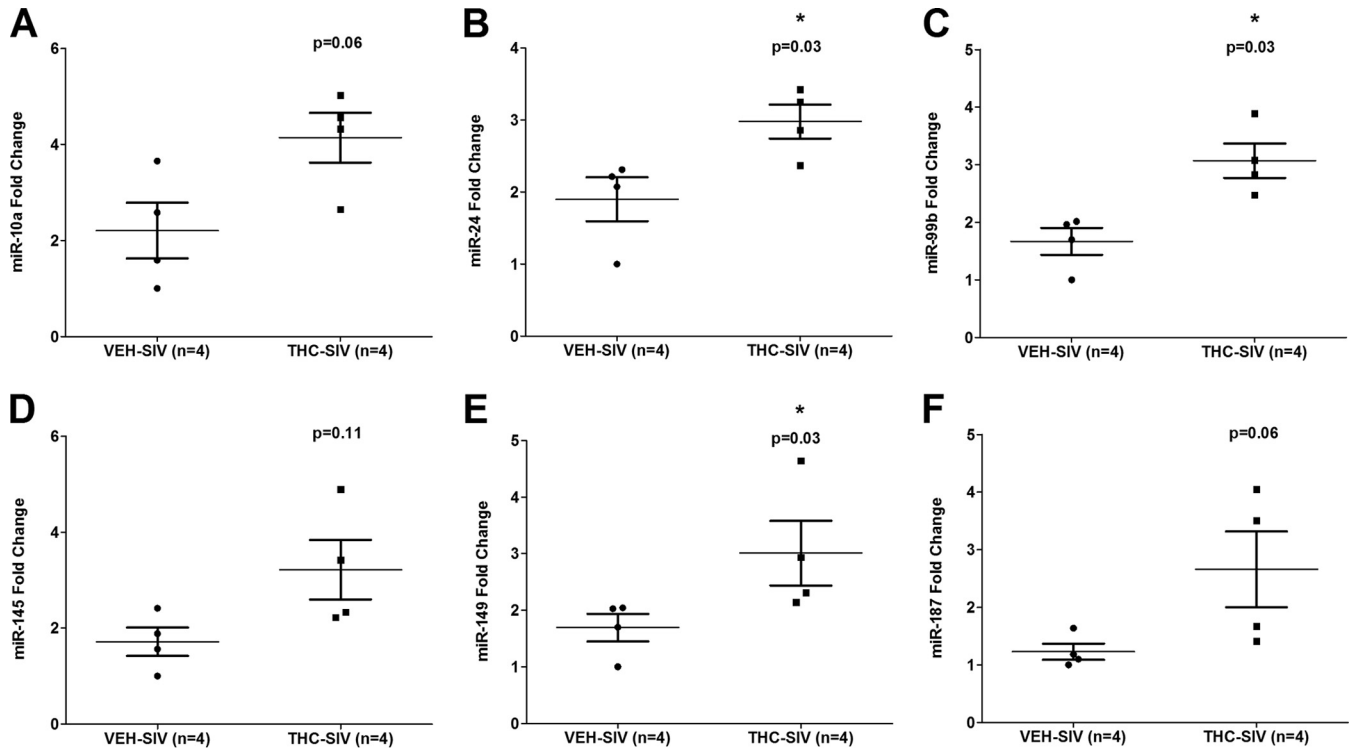 A
p=0.06
miR-10a Fold Change
6
4
2
0
VEH-SIV (n=4)
THC-SIV (n=4)
B
*
p=0.03
miR-24 Fold Change
4
3
2
1
0
VEH-SIV (n=4)
THC-SIV (n=4)
C
*
p=0.03
miR-99b Fold Change
5
4
3
2
1
0
VEH-SIV (n=4)
THC-SIV (n=4)
D
p=0.11
miR-145 Fold Change
6
4
2
0
VEH-SIV (n=4)
THC-SIV (n=4)
E
*
p=0.03
miR-149 Fold Change
5
4
3
2
1
0
VEH-SIV (n=4)
THC-SIV (n=4)
F
p=0.06
miR-187 Fold Change
5
4
3
2
1
0
VEH-SIV (n=4)
THC-SIV (n=4)